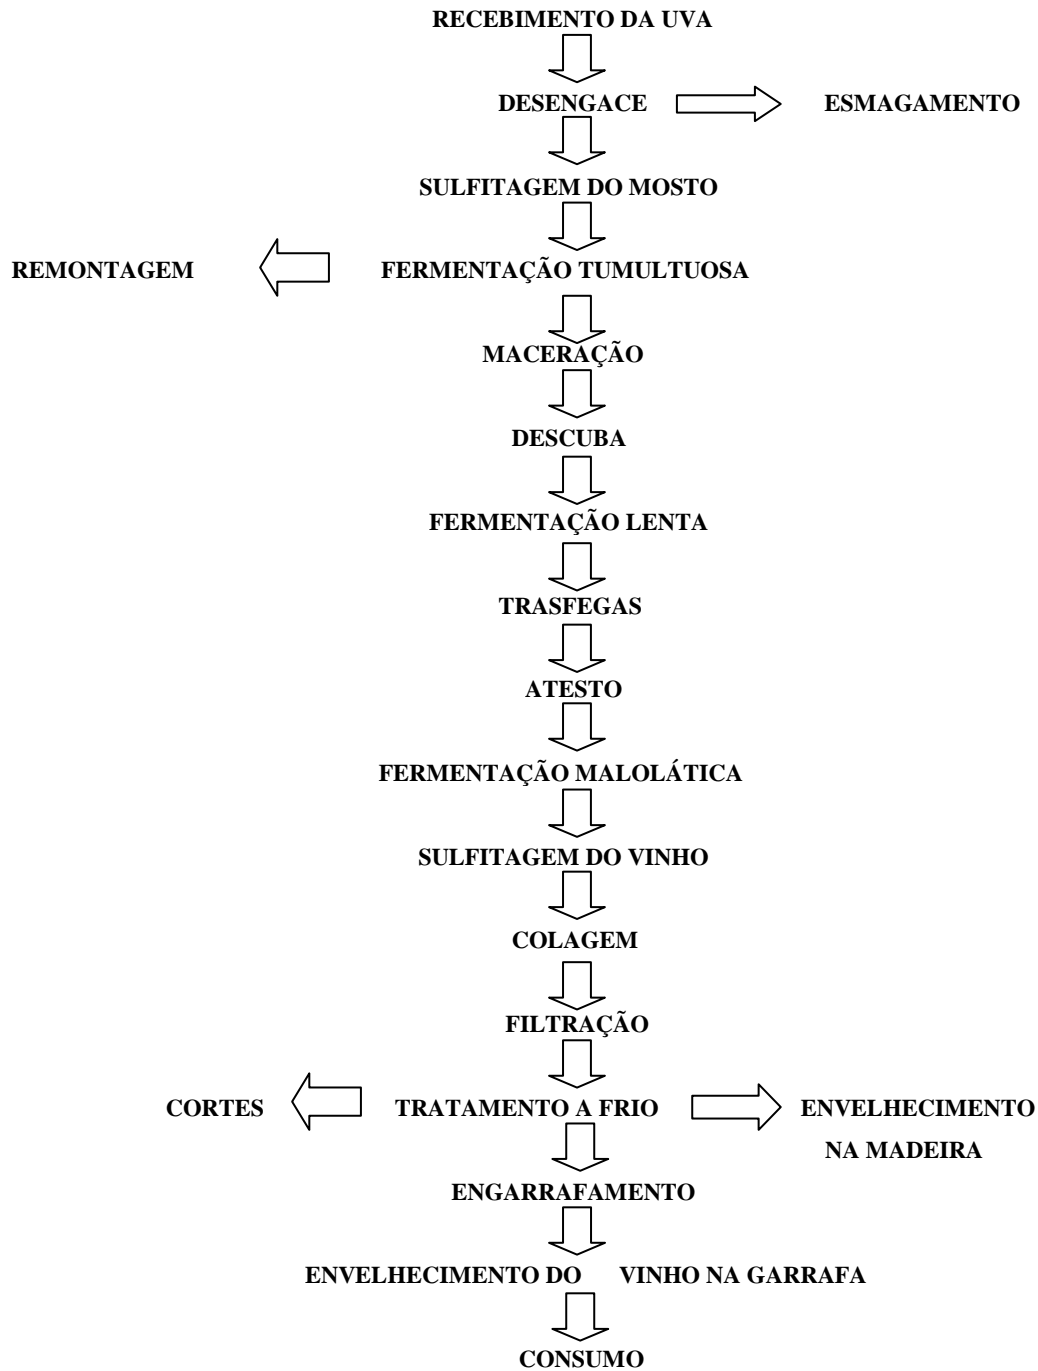 RECEBIMENTO DA UVA
DESENGACE
ESMAGAMENTO
SULFITAGEM DO MOSTO
REMONTAGEM
FERMENTAÇÃO TUMULTUOSA
MACERAÇÃO
DESCUBA
FERMENTAÇÃO LENTA
TRASFEGAS
ATESTO
FERMENTAÇÃO MALOLÁTICA
SULFITAGEM DO VINHO
COLAGEM
FILTRAÇÃO
CORTES
TRATAMENTO A FRIO
ENVELHECIMENTO
NA MADEIRA
ENGARRAFAMENTO
ENVELHECIMENTO DO VINHO NA GARRAFA
CONSUMO